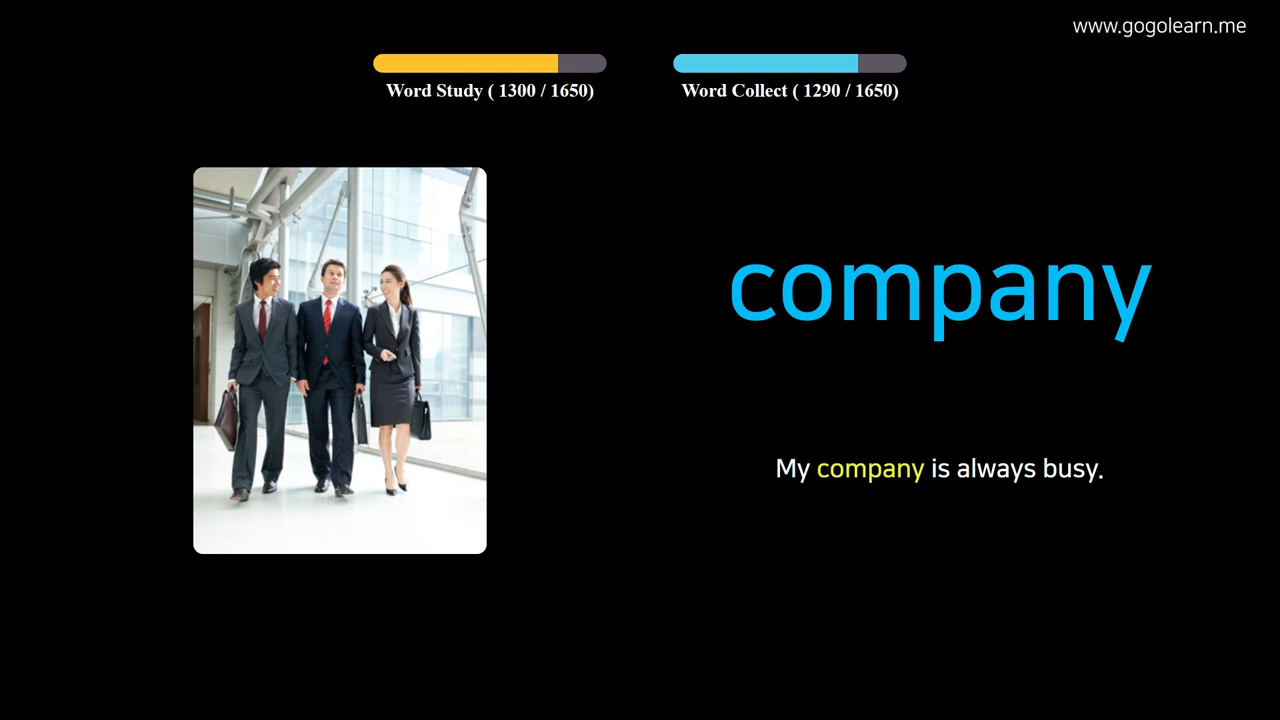 www.gogolearn.me
Word Study ( 1300 / 1650)
Word Collect ( 1290 / 1650)
company
My company is always busy.